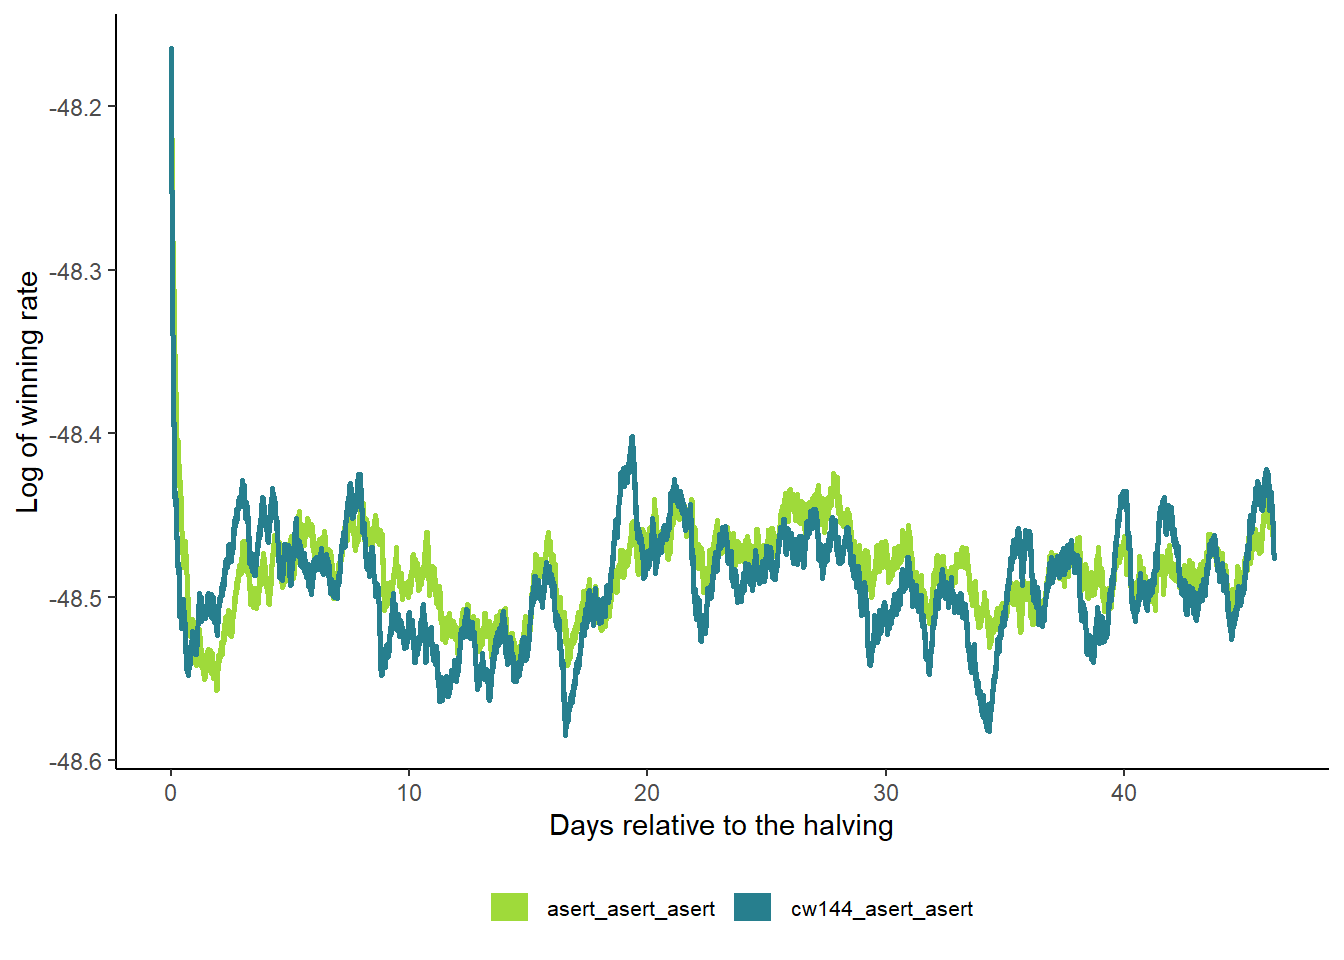 Log of winning rate
-48.2
-48.3
-48.4
-48.5
-48.6
0 10 20 30 40
Days relative to the halving
asert_asert_asert cw144_asert_asert